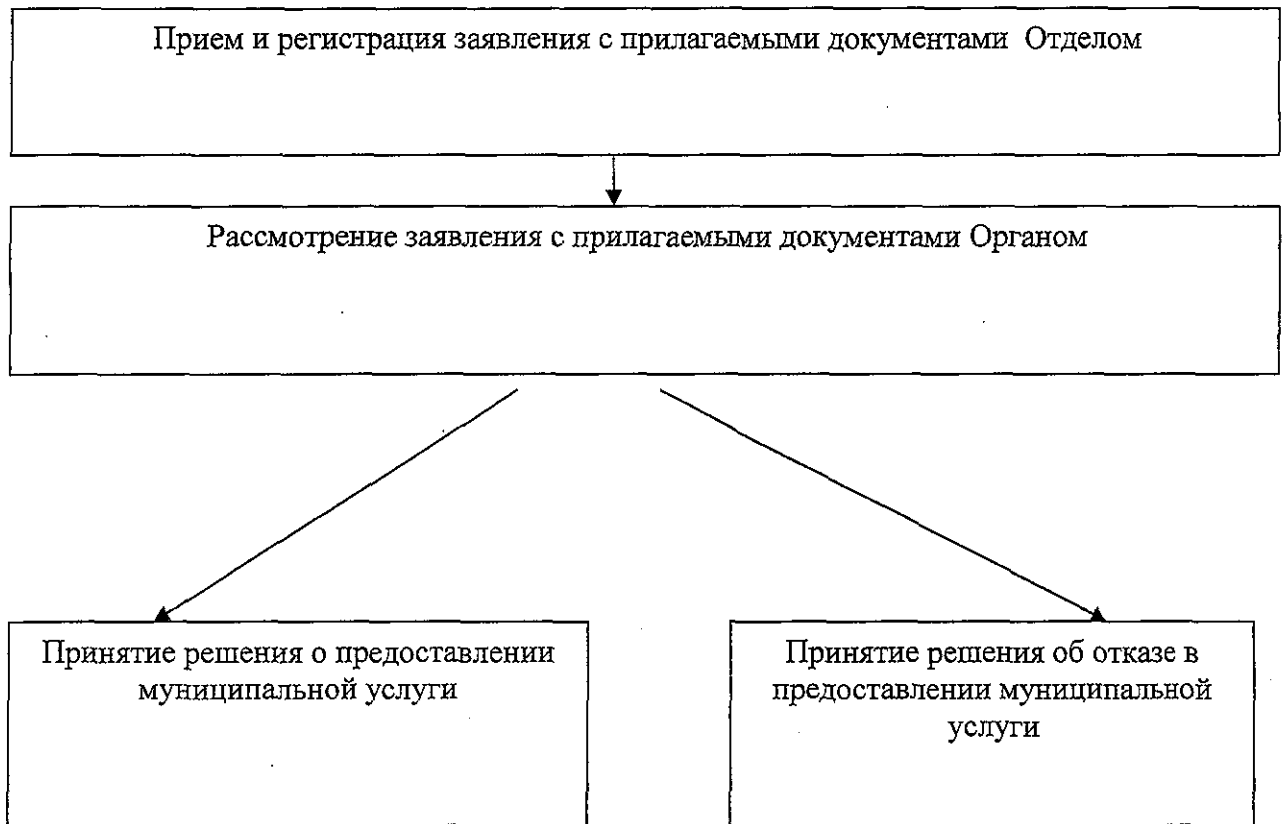 Прием и регистрация заявления с прилагаемыми документами Отделом
Рассмотрение заявления с прилагаемыми документами Органом
Принятие решения о предоставлении
муниципальной услуги
Принятие решения об отказе в
предоставлении муниципальной
услуги